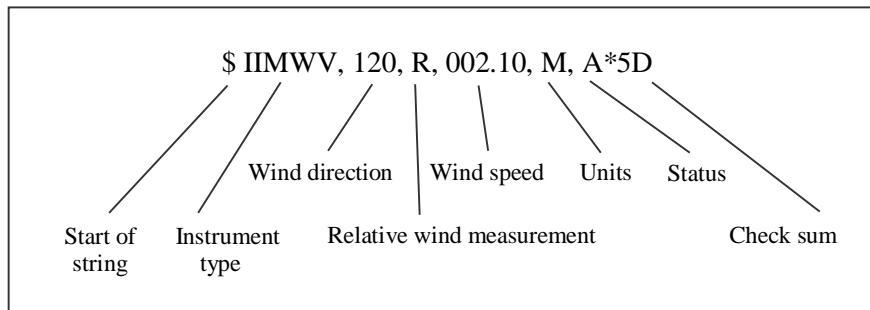 $ IIMWV, 120, R, 002.10, M, A*5D
Wind direction Wind speed Units Status
Start of string Instrument type Relative wind measurement Check sum